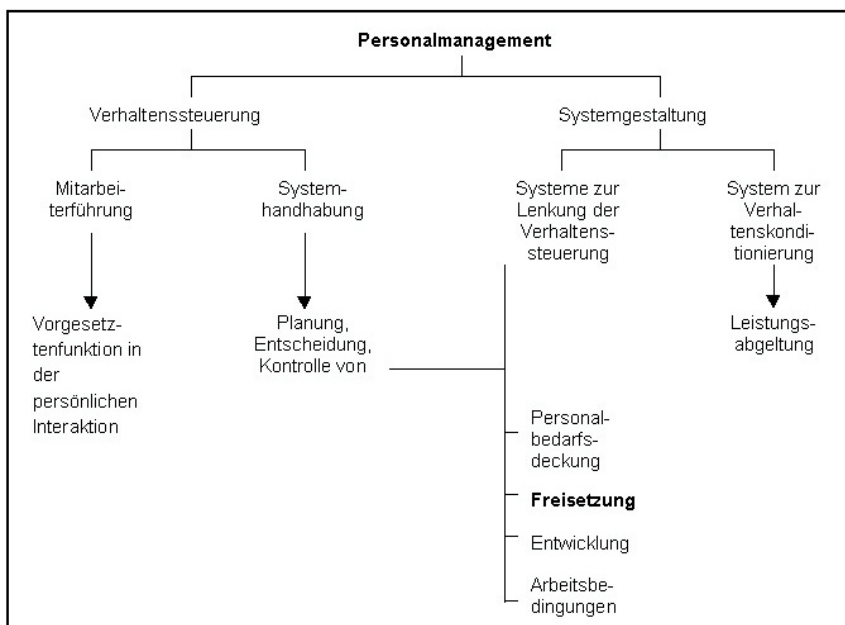 Personalmanagement
Verhaltenssteuerung
Systemgestaltung
Mitarbei-
terführung
System-
handhabung
Systeme zur
Lenkung der
Verhaltens-
steuerung
System zur
Verhal-
tenskondi-
tionierung
Vorgesetz-
tenfunktion in
der
persönlichen
Interaktion
Planung,
Entscheidung,
Kontrolle von
Leistungs-
abgeltung
Personal-
bedarfs-
deckung
Freisetzung
Entwicklung
Arbeitsbe-
dingungen